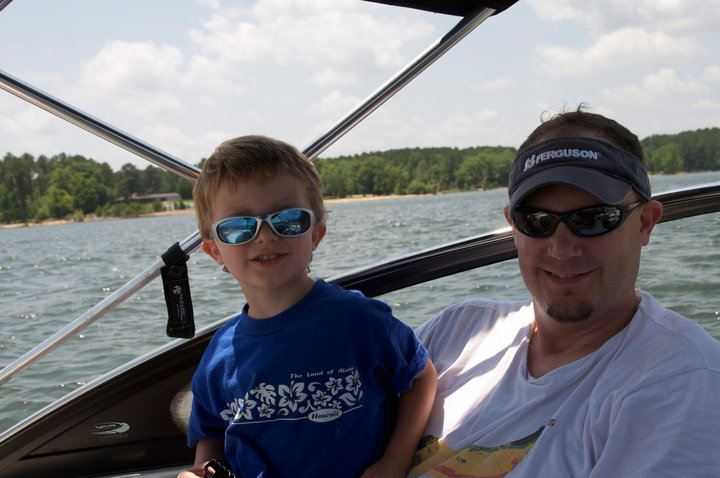 FERGUSON
The Land of Aloha
Hawaii